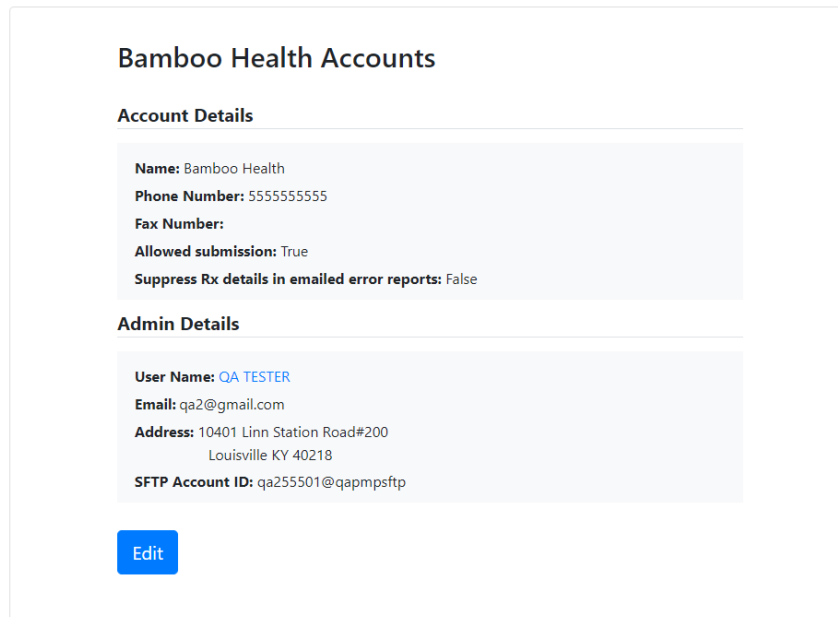 Bamboo Health Accounts
Account Details
Name: Bamboo Health
Phone Number: 5555555555
Fax Number:
Allowed submission: True
Suppress Rx details in emailed error reports: False
Admin Details
User Name: QA TESTER
Email: qa2@gmail.com
Address: 10401 Linn Station Road#200
Louisville KY 40218
SFTP Account ID: qa255501@qapmpsftp
Edit